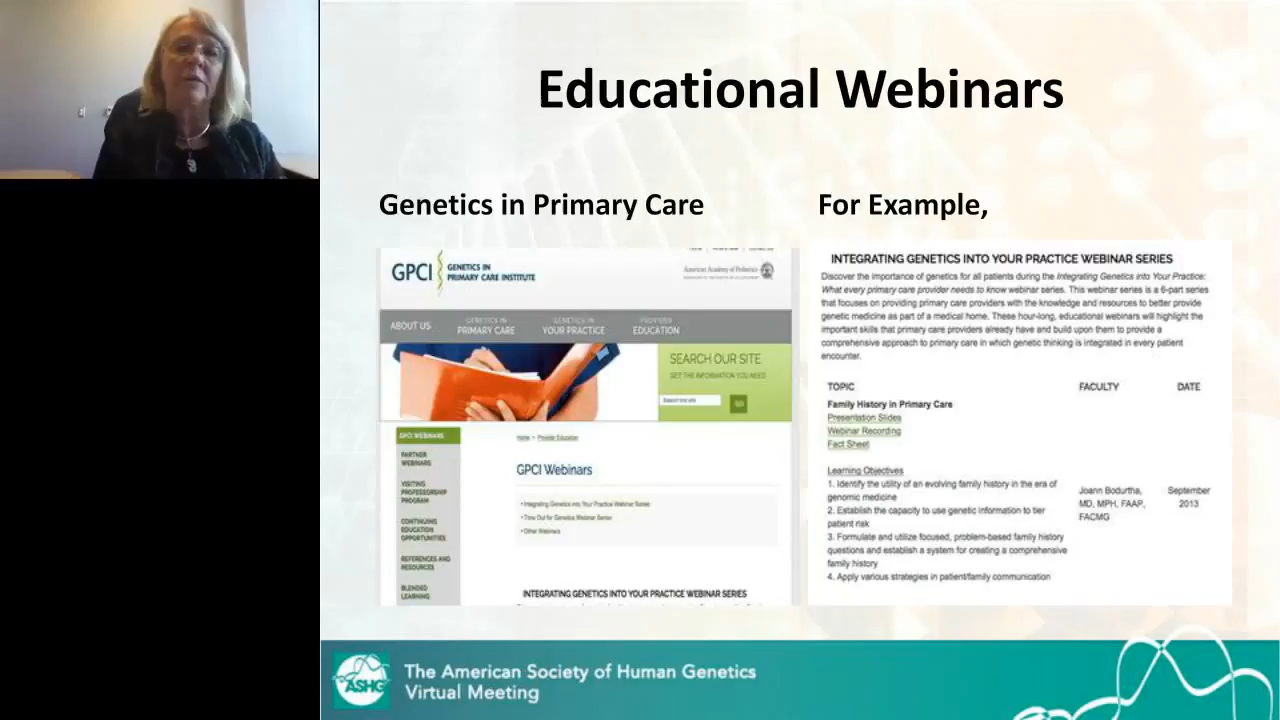 Educational Webinars
Genetics in Primary Care
For Example,
GPCI
GENETICS IN
PRIMARY CARE INSTITUTE
American Academy of Pediatrics
ABOUT US
GENETICS IN
PRIMARY CARE
GENETICS IN
YOUR PRACTICE
PROVIDER
EDUCATION
SEARCH OUR SITE
GET THE INFORMATION YOU NEED
Search our site
GO
GPCI WEBINARS
PARTNER
WEBINARS
VISITING
PROFESSORSHIP
PROGRAM
CONTINUING
EDUCATION
OPPORTUNITIES
REFERENCES AND
RESOURCES
BLENDED
LEARNING
Home > Provider Education
GPCI Webinars
• Integrating Genetics into Your Practice Webinar Series
• Time Out for Genetics Webinar Series
• Other Webinars
INTEGRATING GENETICS INTO YOUR PRACTICE WEBINAR SERIES
INTEGRATING GENETICS INTO YOUR PRACTICE WEBINAR SERIES
Discover the importance of genetics for all patients during the Integrating Genetics into Your Practice:
What every primary care provider needs to know webinar series. This webinar series is a 6-part series
that focuses on providing primary care providers with the knowledge and resources to better provide
genetic medicine as part of a medical home. These hour-long, educational webinars will highlight the
important skills that primary care providers already have and build upon them to provide a
comprehensive approach to primary care in which genetic thinking is integrated in every patient
encounter.
TOPIC
FACULTY
DATE
Family History in Primary Care
Presentation Slides
Webinar Recording
Fact Sheet
Learning Objectives
1. Identify the utility of an evolving family history in the era of
genomic medicine
2. Establish the capacity to use genetic information to tier
patient risk
3. Formulate and utilize focused, problem-based family history
questions and establish a system for creating a comprehensive
family history
4. Apply various strategies in patient/family communication
Joann Bodurtha,
MD, MPH, FAAP,
FACMG
September
2013
ASHG
The American Society of Human Genetics
Virtual Meeting